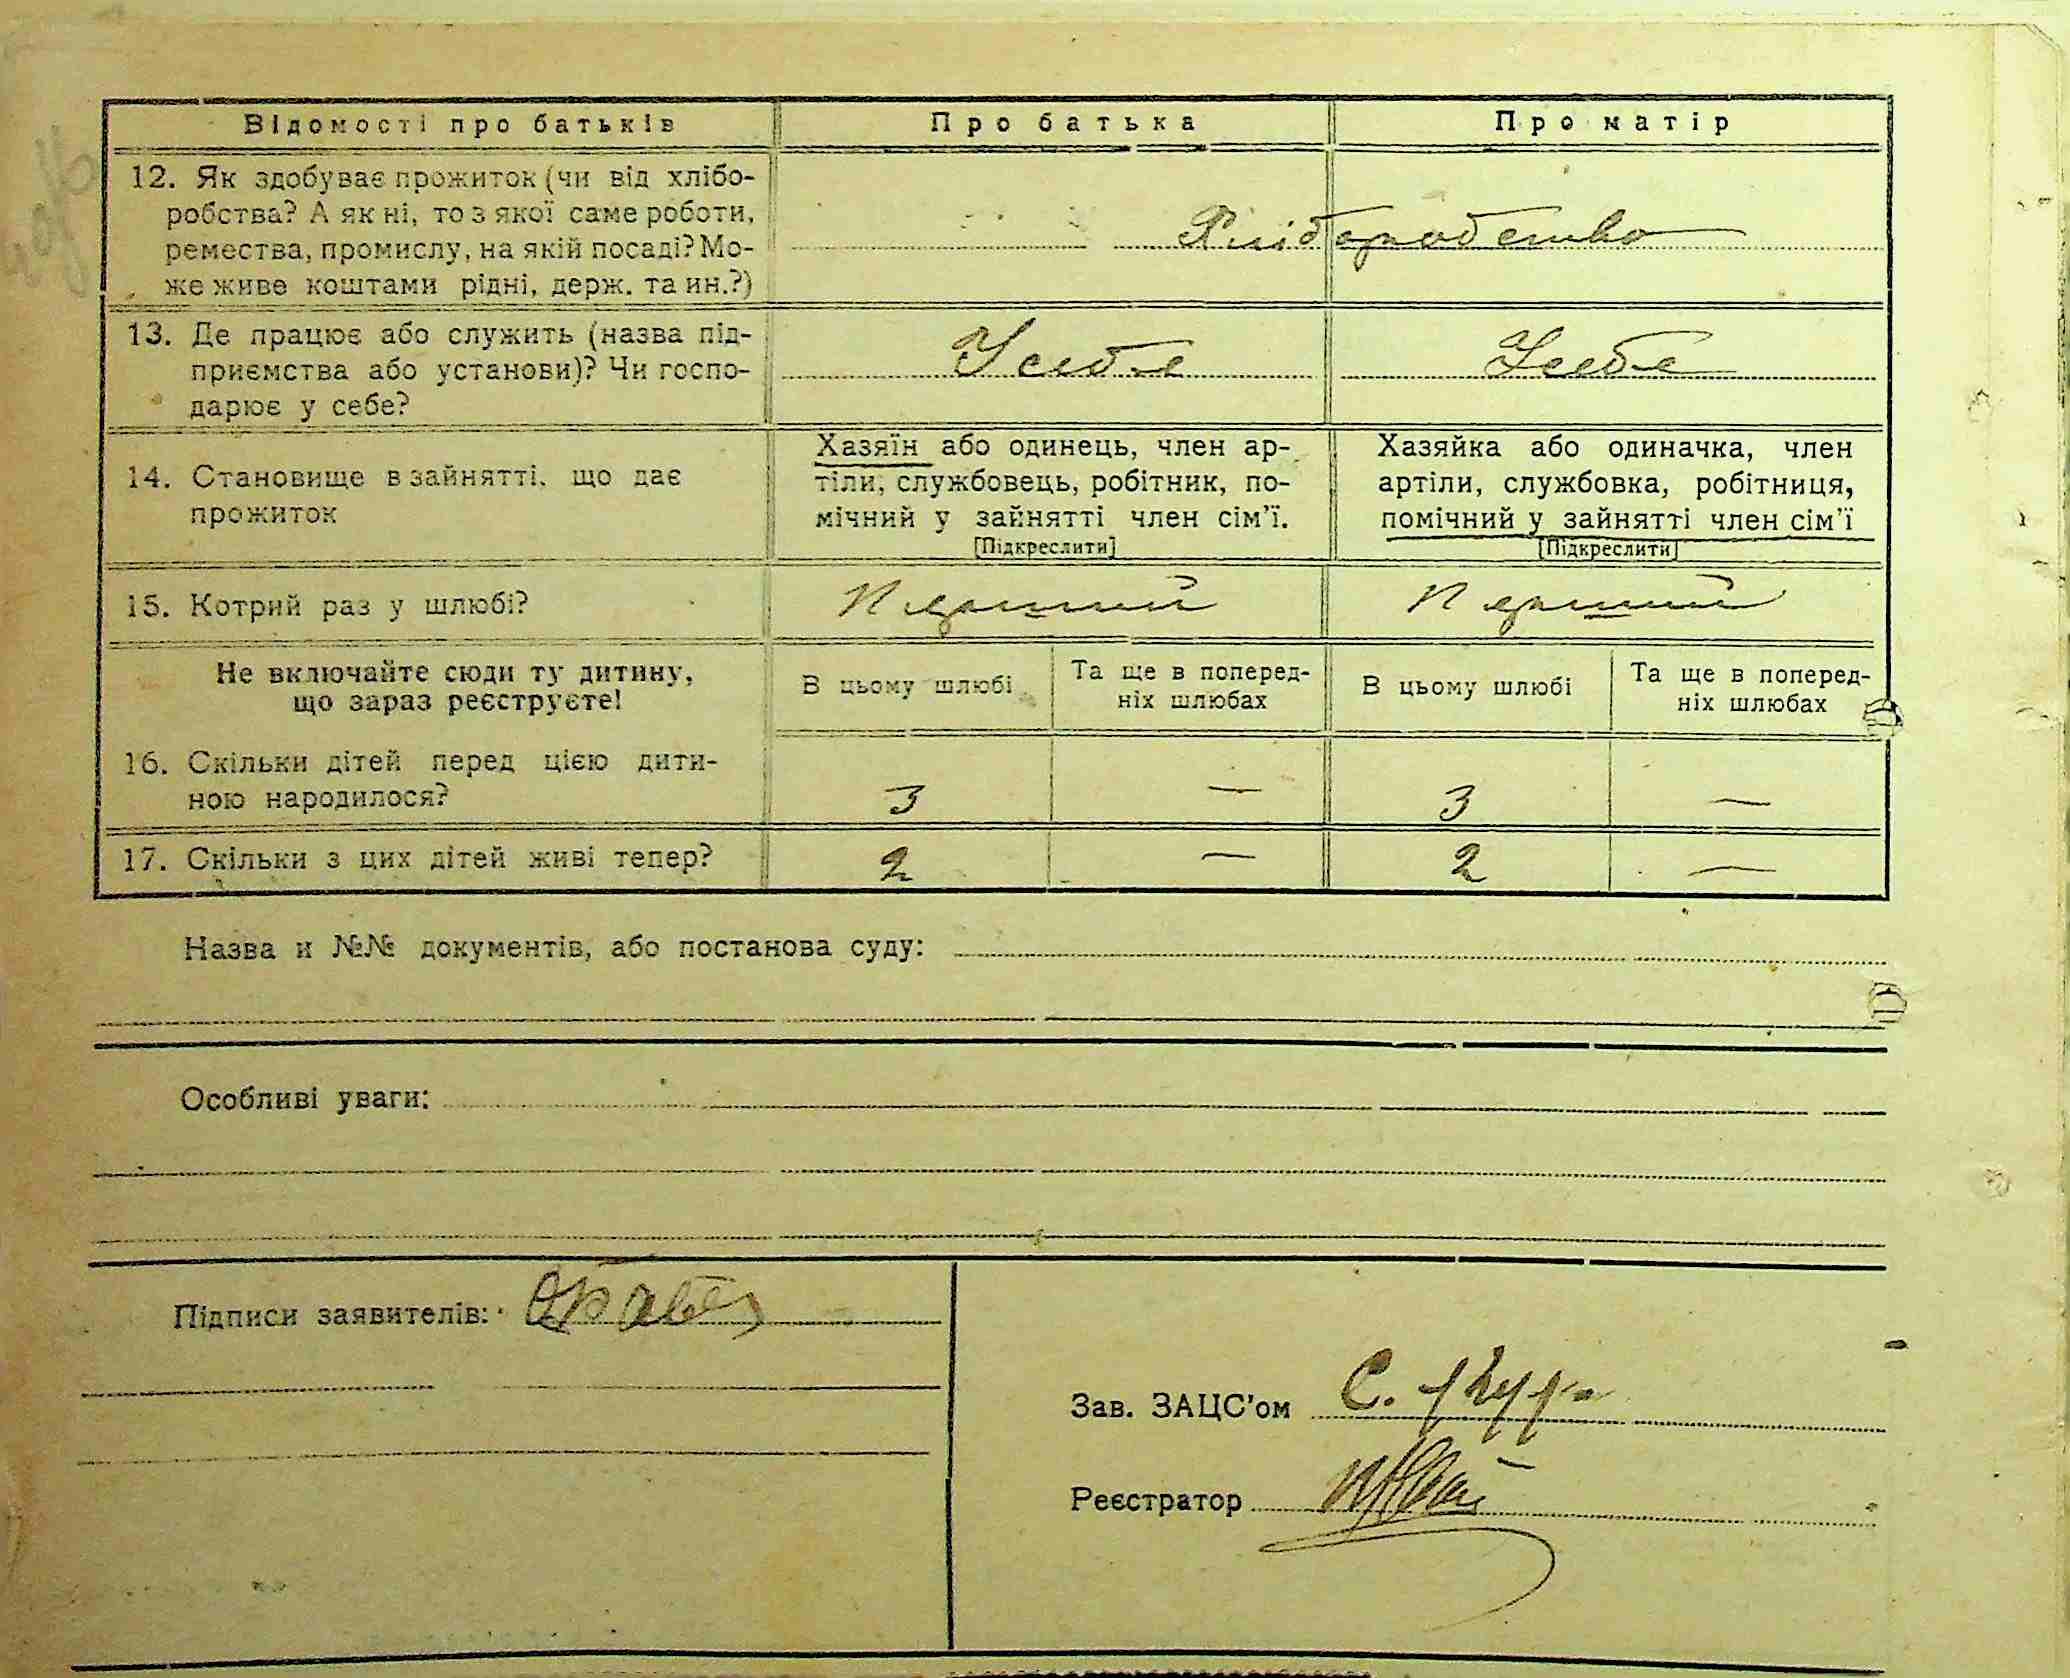 Відомості про батьків Про батька Про матір
12. Як здобуває прожиток (чи від хлібо-
робства? А як ні, то з якої саме роботи,
ремества, промислу, на якій посаді? Мо-
же живе коштами рідні, держ. та ин.?)
Хліборобство
13. Де працює або служить (назва під-
приємства або установи)? Чи госпо-
дарює у себе?
У себе У себе
14. Становище в зайнятті, що дає
прожиток
Хазяїн або одинець, член ар-
тіли, службовець, робітник, по-
мічний у зайнятті член сім'ї.
[Підкреслити]
Хазяйка або одиначка, член
артіли, службовка, робітниця,
помічний у зайнятті член сім'ї
[Підкреслити]
15. Котрий раз у шлюбі? Перший Перший
Не включайте сюди ту дитину,
що зараз реєструєте!
В цьому шлюбі
Та ще в поперед-
ніх шлюбах
В цьому шлюбі
Та ще в поперед-
ніх шлюбах
16. Скільки дітей перед цією дити-
ною народилося?
3 — 3 —
17. Скільки з цих дітей живі тепер? 2 — 2 —
Назва и №№ документів, або постанова суду:
Особливі уваги:
Підписи заявителів:
Зав. ЗАЦС'ом С.
Реєстратор